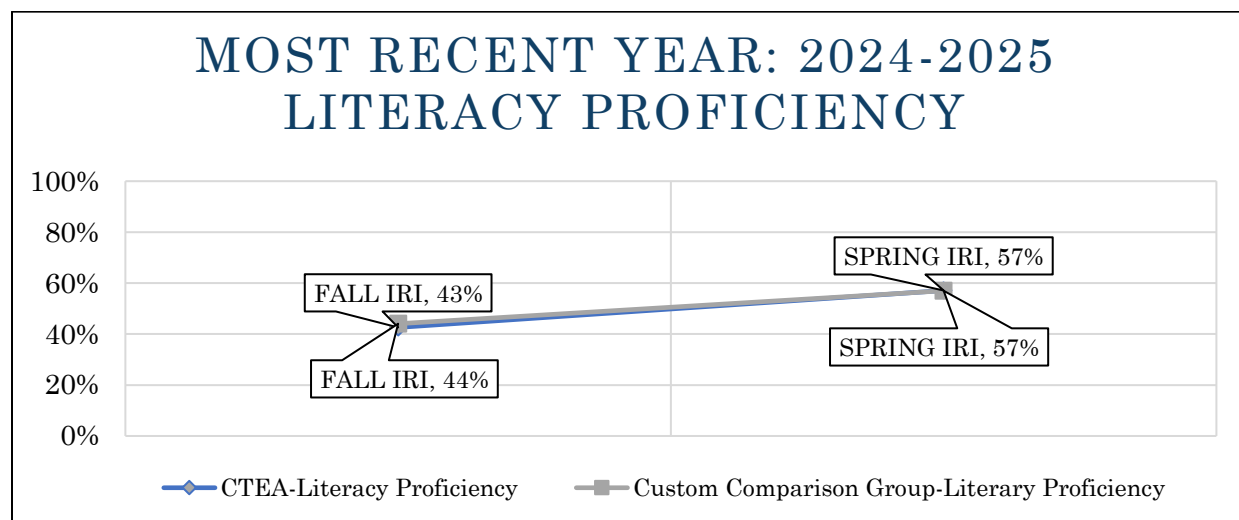 MOST RECENT YEAR: 2024-2025
LITERACY PROFICIENCY
100%
80%
60%
40%
20%
0%
FALL IRI, 43%
FALL IRI, 44%
SPRING IRI, 57%
SPRING IRI, 57%
CTEA-Literacy Proficiency
Custom Comparison Group-Literary Proficiency